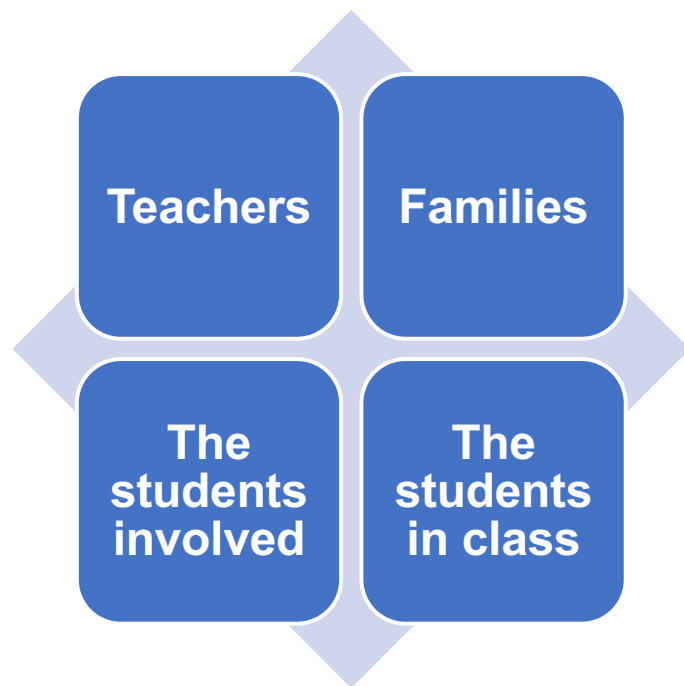 Teachers
Families
The
students
involved
The
students
in class